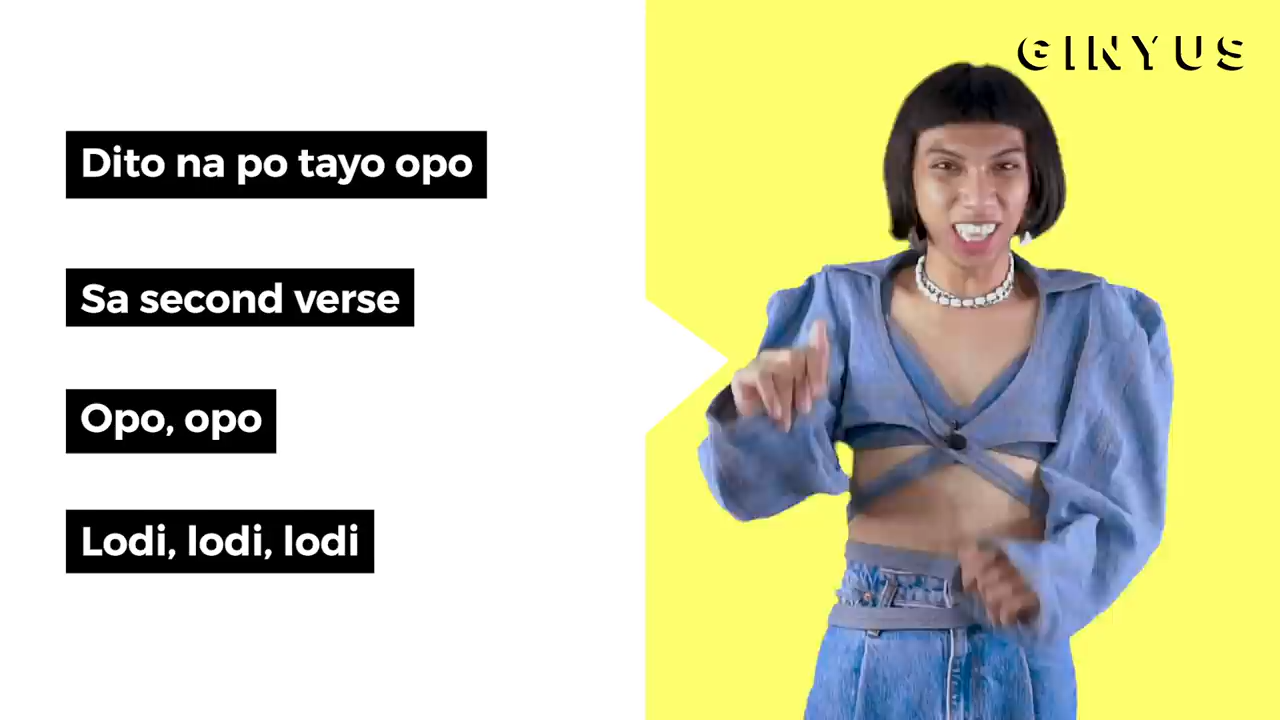 GINYUS
Dito na po tayo opo
Sa second verse
Opo, opo
Lodi, lodi, lodi